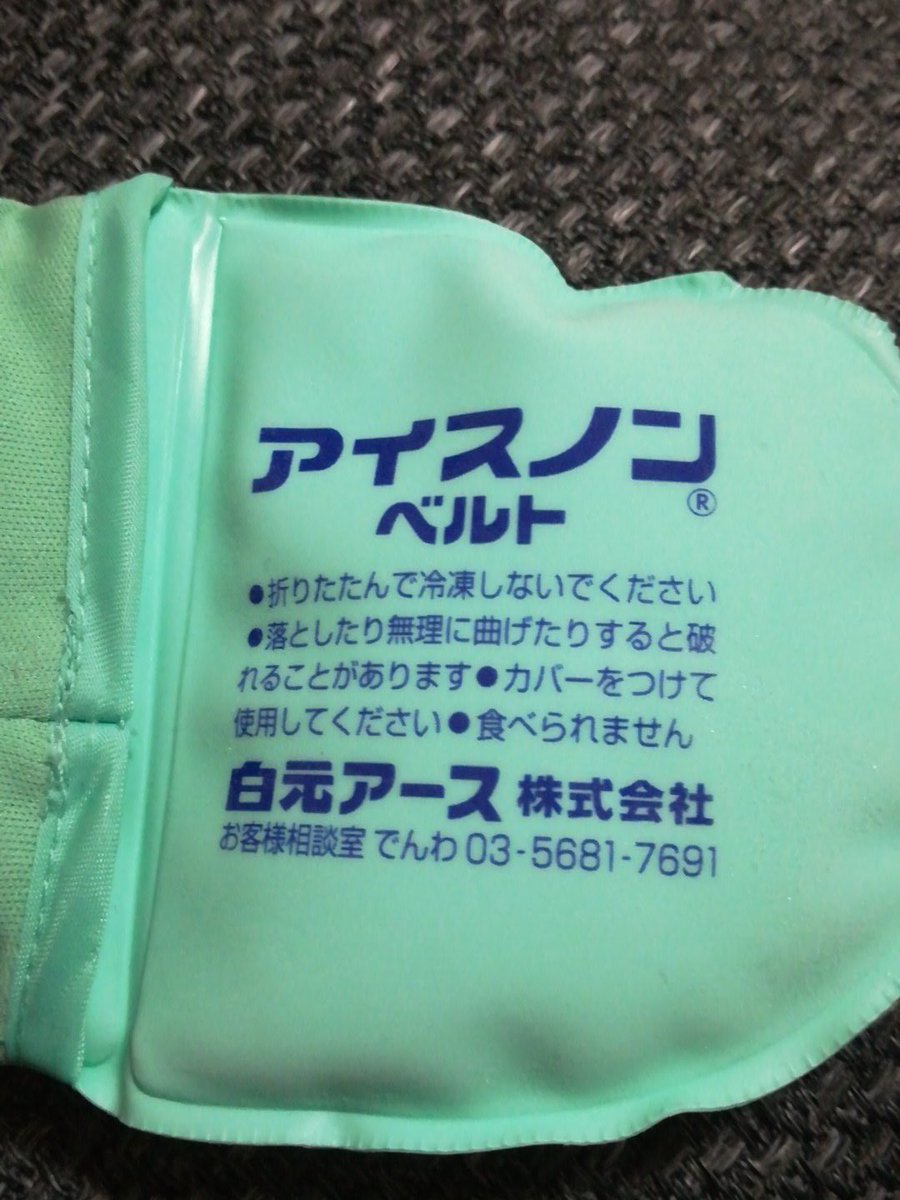 アイスノン®
ベルト
●折りたたんで冷凍しないでください
●落としたり無理に曲げたりすると破
れることがあります●カバーをつけて
使用してください●食べられません
白元アース株式会社
お客様相談室 でんわ 03-5681-7691